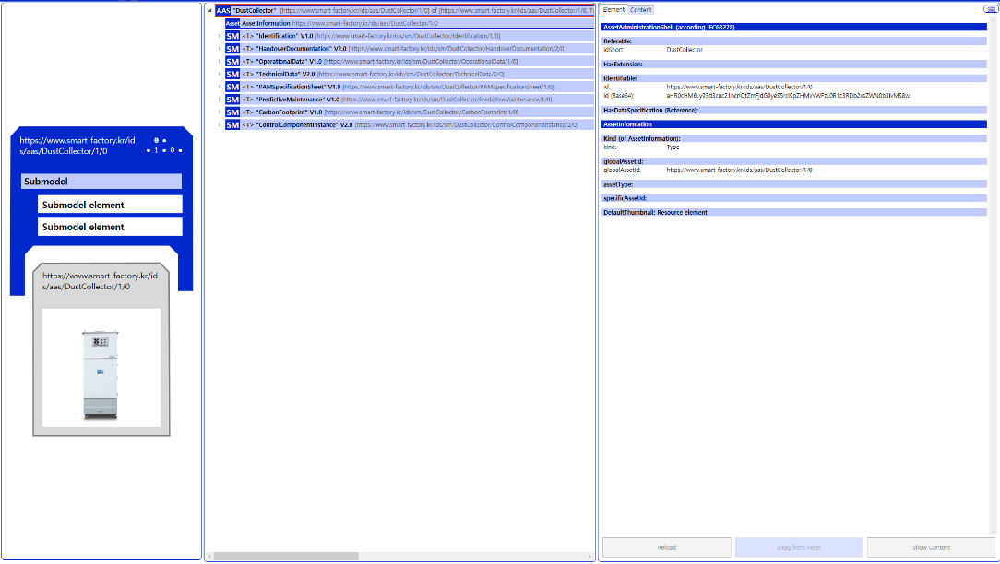 https://www.smart-factory.kr/id
s/aas/DustCollector/1/0
0
1 0
Submodel
Submodel element
Submodel element
https://www.smart-factory.kr/id
s/aas/DustCollector/1/0
AAS "DustCollector" [https://www.smart-factory.kr/ids/aas/DustCollector/1/0] of [https://www.smart-factory.kr/ids/aas/DustCollector/1/0, Ty
Asset AssetInformation https://www.smart-factory.kr/ids/aas/DustCollector/1/0
SM <T> "Identification" V1.0 [https://www.smart-factory.kr/ids/sm/DustCollector/Identification/1/0]
SM <T> "HandoverDocumentation" V2.0 [https://www.smart-factory.kr/ids/sm/DustCollector/HandoverDocumentation/2/0]
SM <T> "OperationalData" V1.0 [https://www.smart-factory.kr/ids/sm/DustCollector/OperationalData/1/0]
SM <T> "TechnicalData" V2.0 [https://www.smart-factory.kr/ids/sm/DustCollector/TechnicalData/2/0]
SM <T> "PAMSpecificationSheet" V1.0 [https://www.smart-factory.kr/ids/sm/DustCollector/PAMSpecificationSheet/1/0]
SM <T> "PredictiveMaintenance" V1.0 [https://www.smart-factory.kr/ids/sm/DustCollector/PredictiveMaintenance/1/0]
SM <T> "CarbonFootprint" V1.0 [https://www.smart-factory.kr/ids/sm/DustCollector/CarbonFootprint/1/0]
SM <T> "ControlComponentInstance" V2.0 [https://www.smart-factory.kr/ids/sm/DustCollector/ControlComponentInstance/2/0]
Element Content
AssetAdministrationShell (according IEC63278)
Referable:
idShort: DustCollector
HasExtension:
Identifiable:
id: https://www.smart-factory.kr/ids/aas/DustCollector/1/0
id (Base64):
HasDataSpecification (Reference):
AssetInformation
Kind (of AssetInformation):
kind: Type
globalAssetId:
globalAssetId: https://www.smart-factory.kr/ids/aas/DustCollector/1/0
assetType:
specificAssetId:
DefaultThumbnail: Resource element
Reload
Drag from here!
Show Content